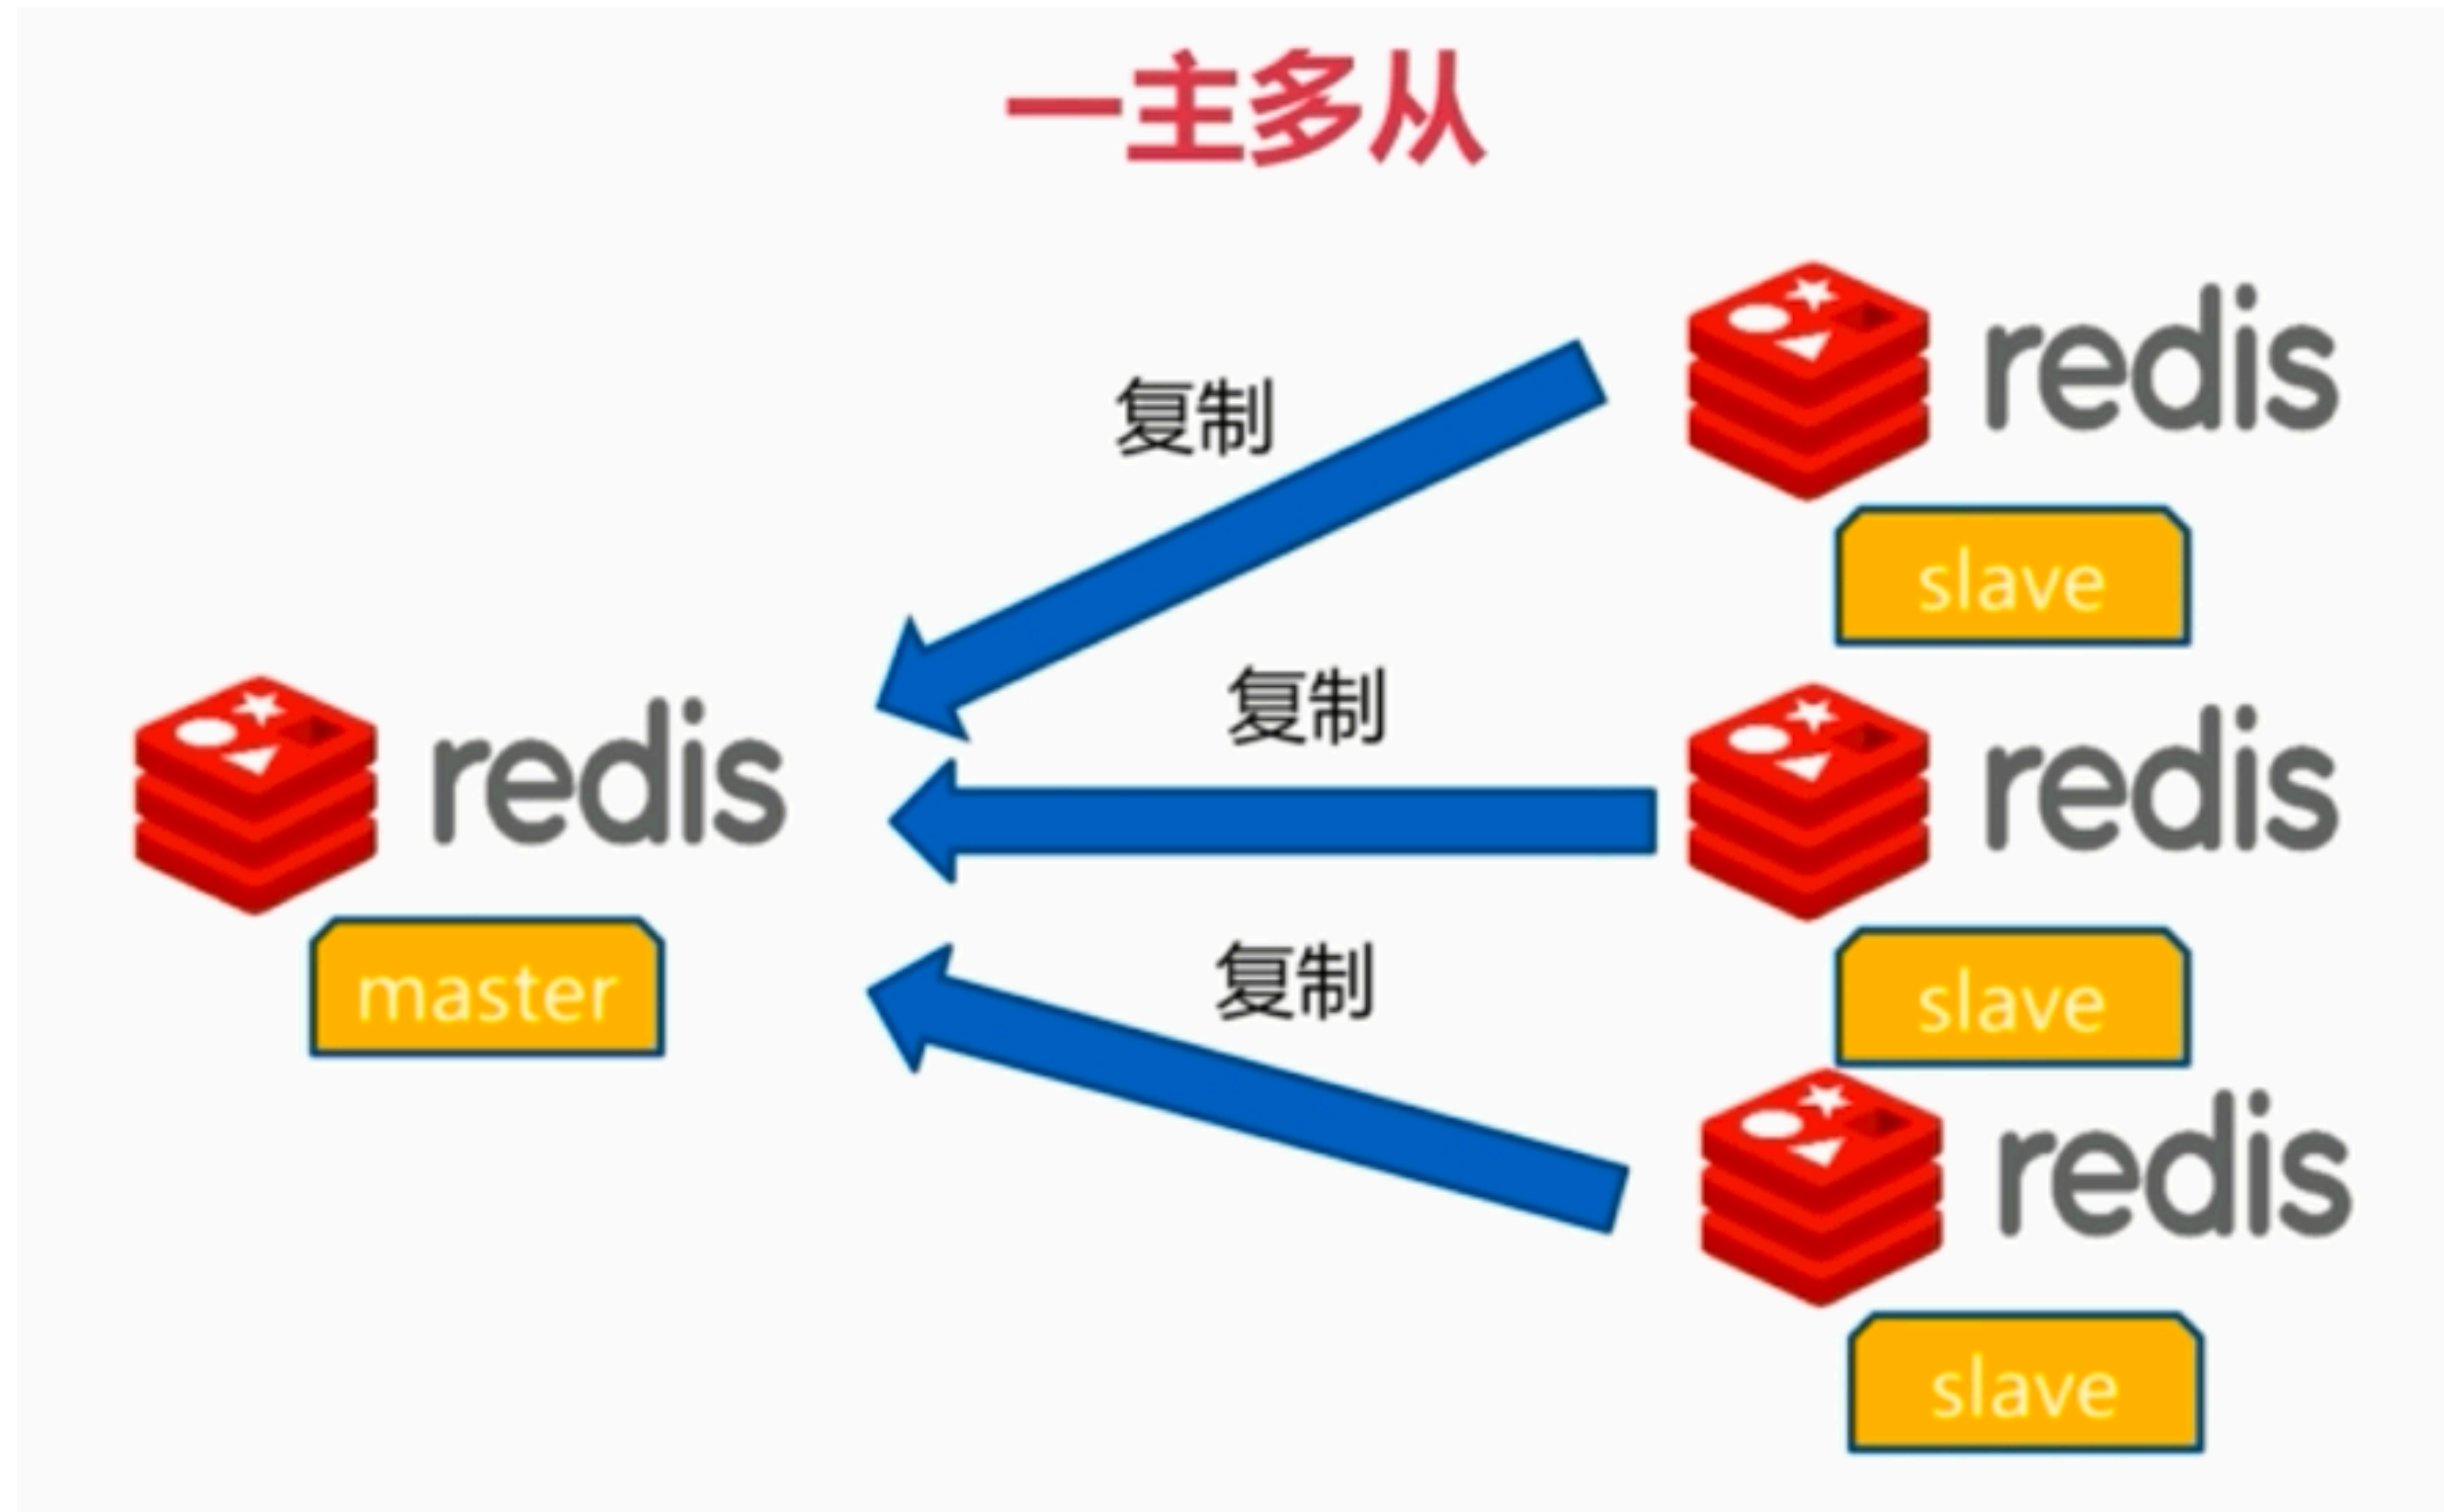 一主多从
redis
复制
slave
复制
redis
redis
master
slave
复制
redis
slave